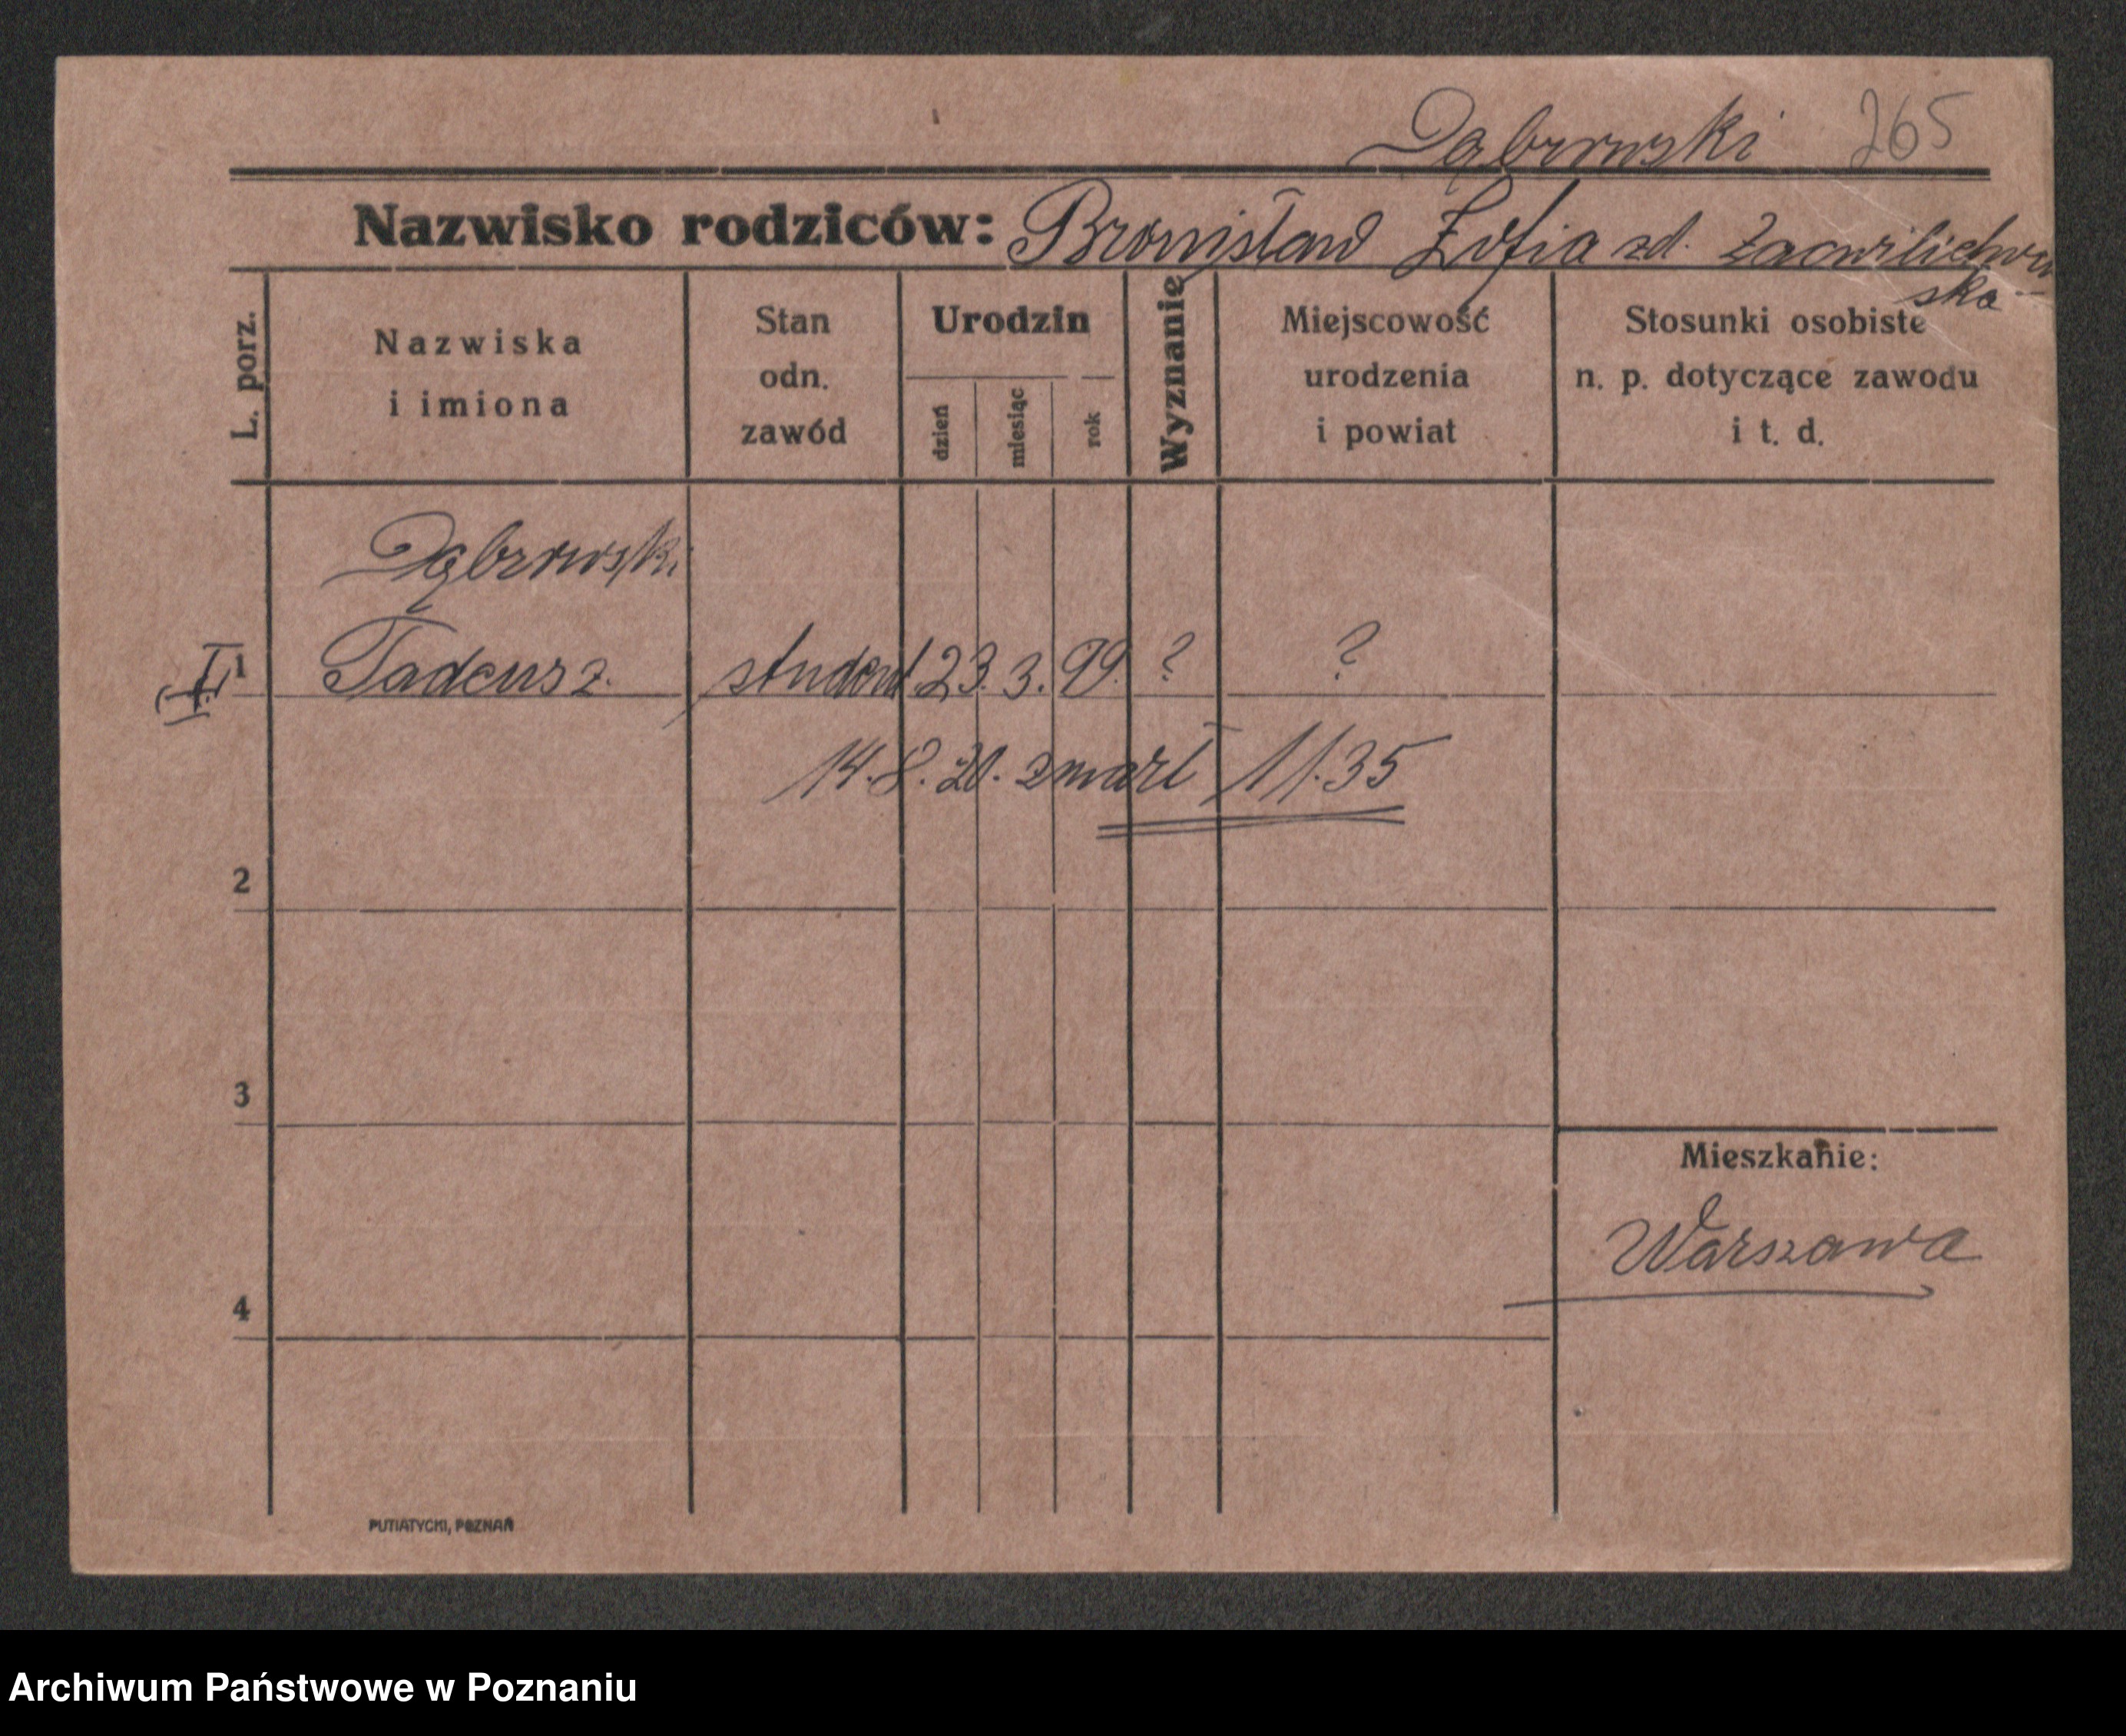 Dąbrowski 265
Nazwisko rodziców: Bronisław Zofia zd. Zacwilichow
ska
L. porz.
Nazwiska
i imiona
Stan
odn.
zawód
Urodzin
dzień
miesiąc
rok
Wyznanie
Miejscowość
urodzenia
i powiat
Stosunki osobiste
n. p. dotyczące zawodu
i t. d.
Dąbrowski
1 Tadeusz. student 23. 3. 99. ? ?
14. 8. 20. zmarł 11.35
2
3
Mieszkanie:
Warszawa
4
PUTIATYCKI, POZNAŃ
Archiwum Państwowe w Poznaniu